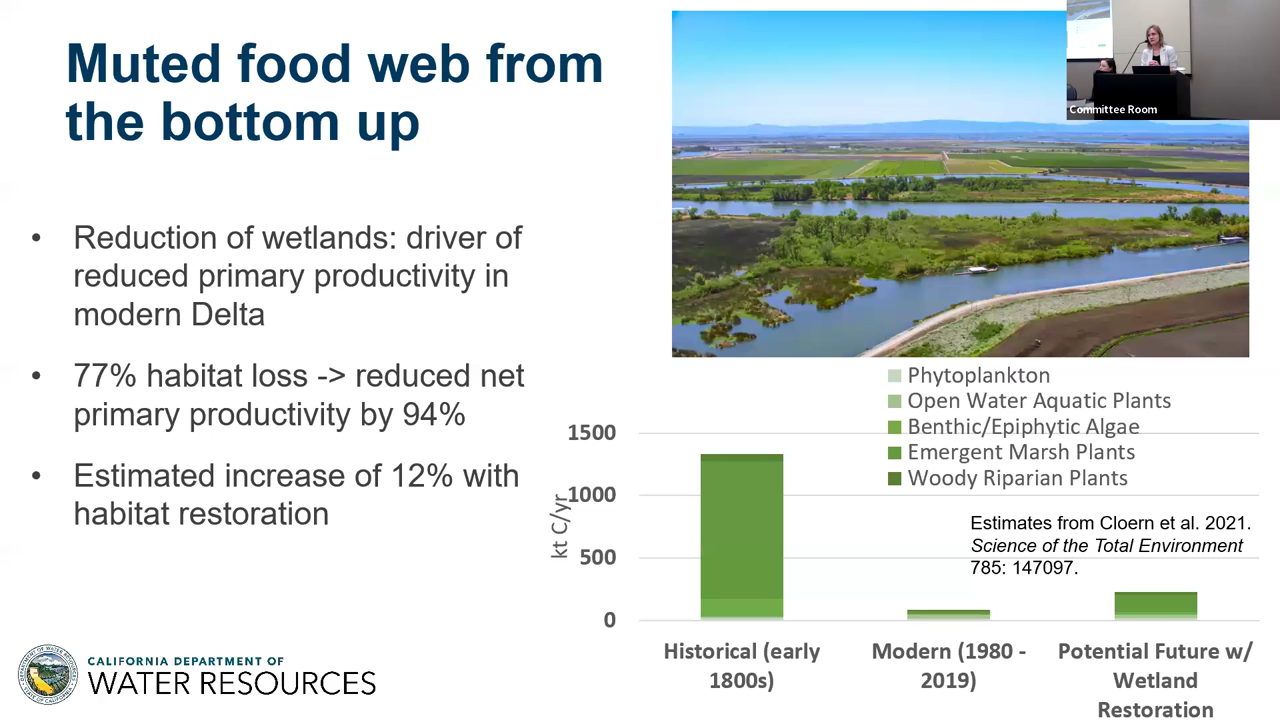 Muted food web from
the bottom up
Committee Room
• Reduction of wetlands: driver of
reduced primary productivity in
modern Delta
• 77% habitat loss -> reduced net
primary productivity by 94%
• Estimated increase of 12% with
habitat restoration
Phytoplankton
Open Water Aquatic Plants
Benthic/Epiphytic Algae
Emergent Marsh Plants
Woody Riparian Plants
kt C/yr
1500
1000
500
0
Estimates from Cloern et al. 2021.
Science of the Total Environment
785: 147097.
Historical (early
1800s)
Modern (1980 -
2019)
Potential Future w/
Wetland
Restoration
CALIFORNIA DEPARTMENT OF
WATER RESOURCES